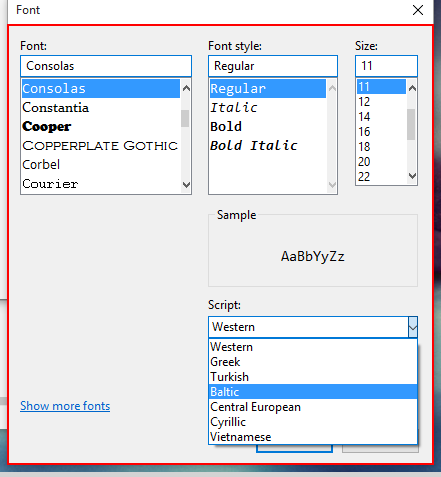 Font
Font:
Consolas
Consolas
Constantia
Cooper
Copperplate Gothic
Corbel
Courier
Font style:
Regular
Regular
Italic
Bold
Bold Italic
Size:
11
11
12
14
16
18
20
22
Sample
AaBbYyZz
Script:
Western
Western
Greek
Turkish
Baltic
Central European
Cyrillic
Vietnamese
Show more fonts